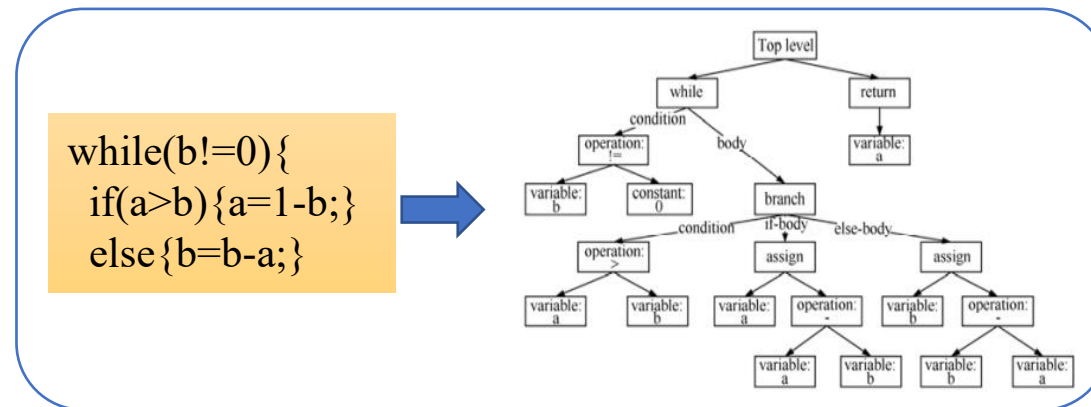 while(b!=0){
if(a>b){a=1-b;}
else{b=b-a;}
Top level
while
return
condition
body
operation:
!=
variable:
a
variable:
b
constant:
0
branch
condition
if-body
else-body
operation:
>
assign
assign
variable:
a
variable:
b
variable:
a
operation:
-
variable:
b
operation:
-
variable:
a
variable:
b
variable:
b
variable:
a